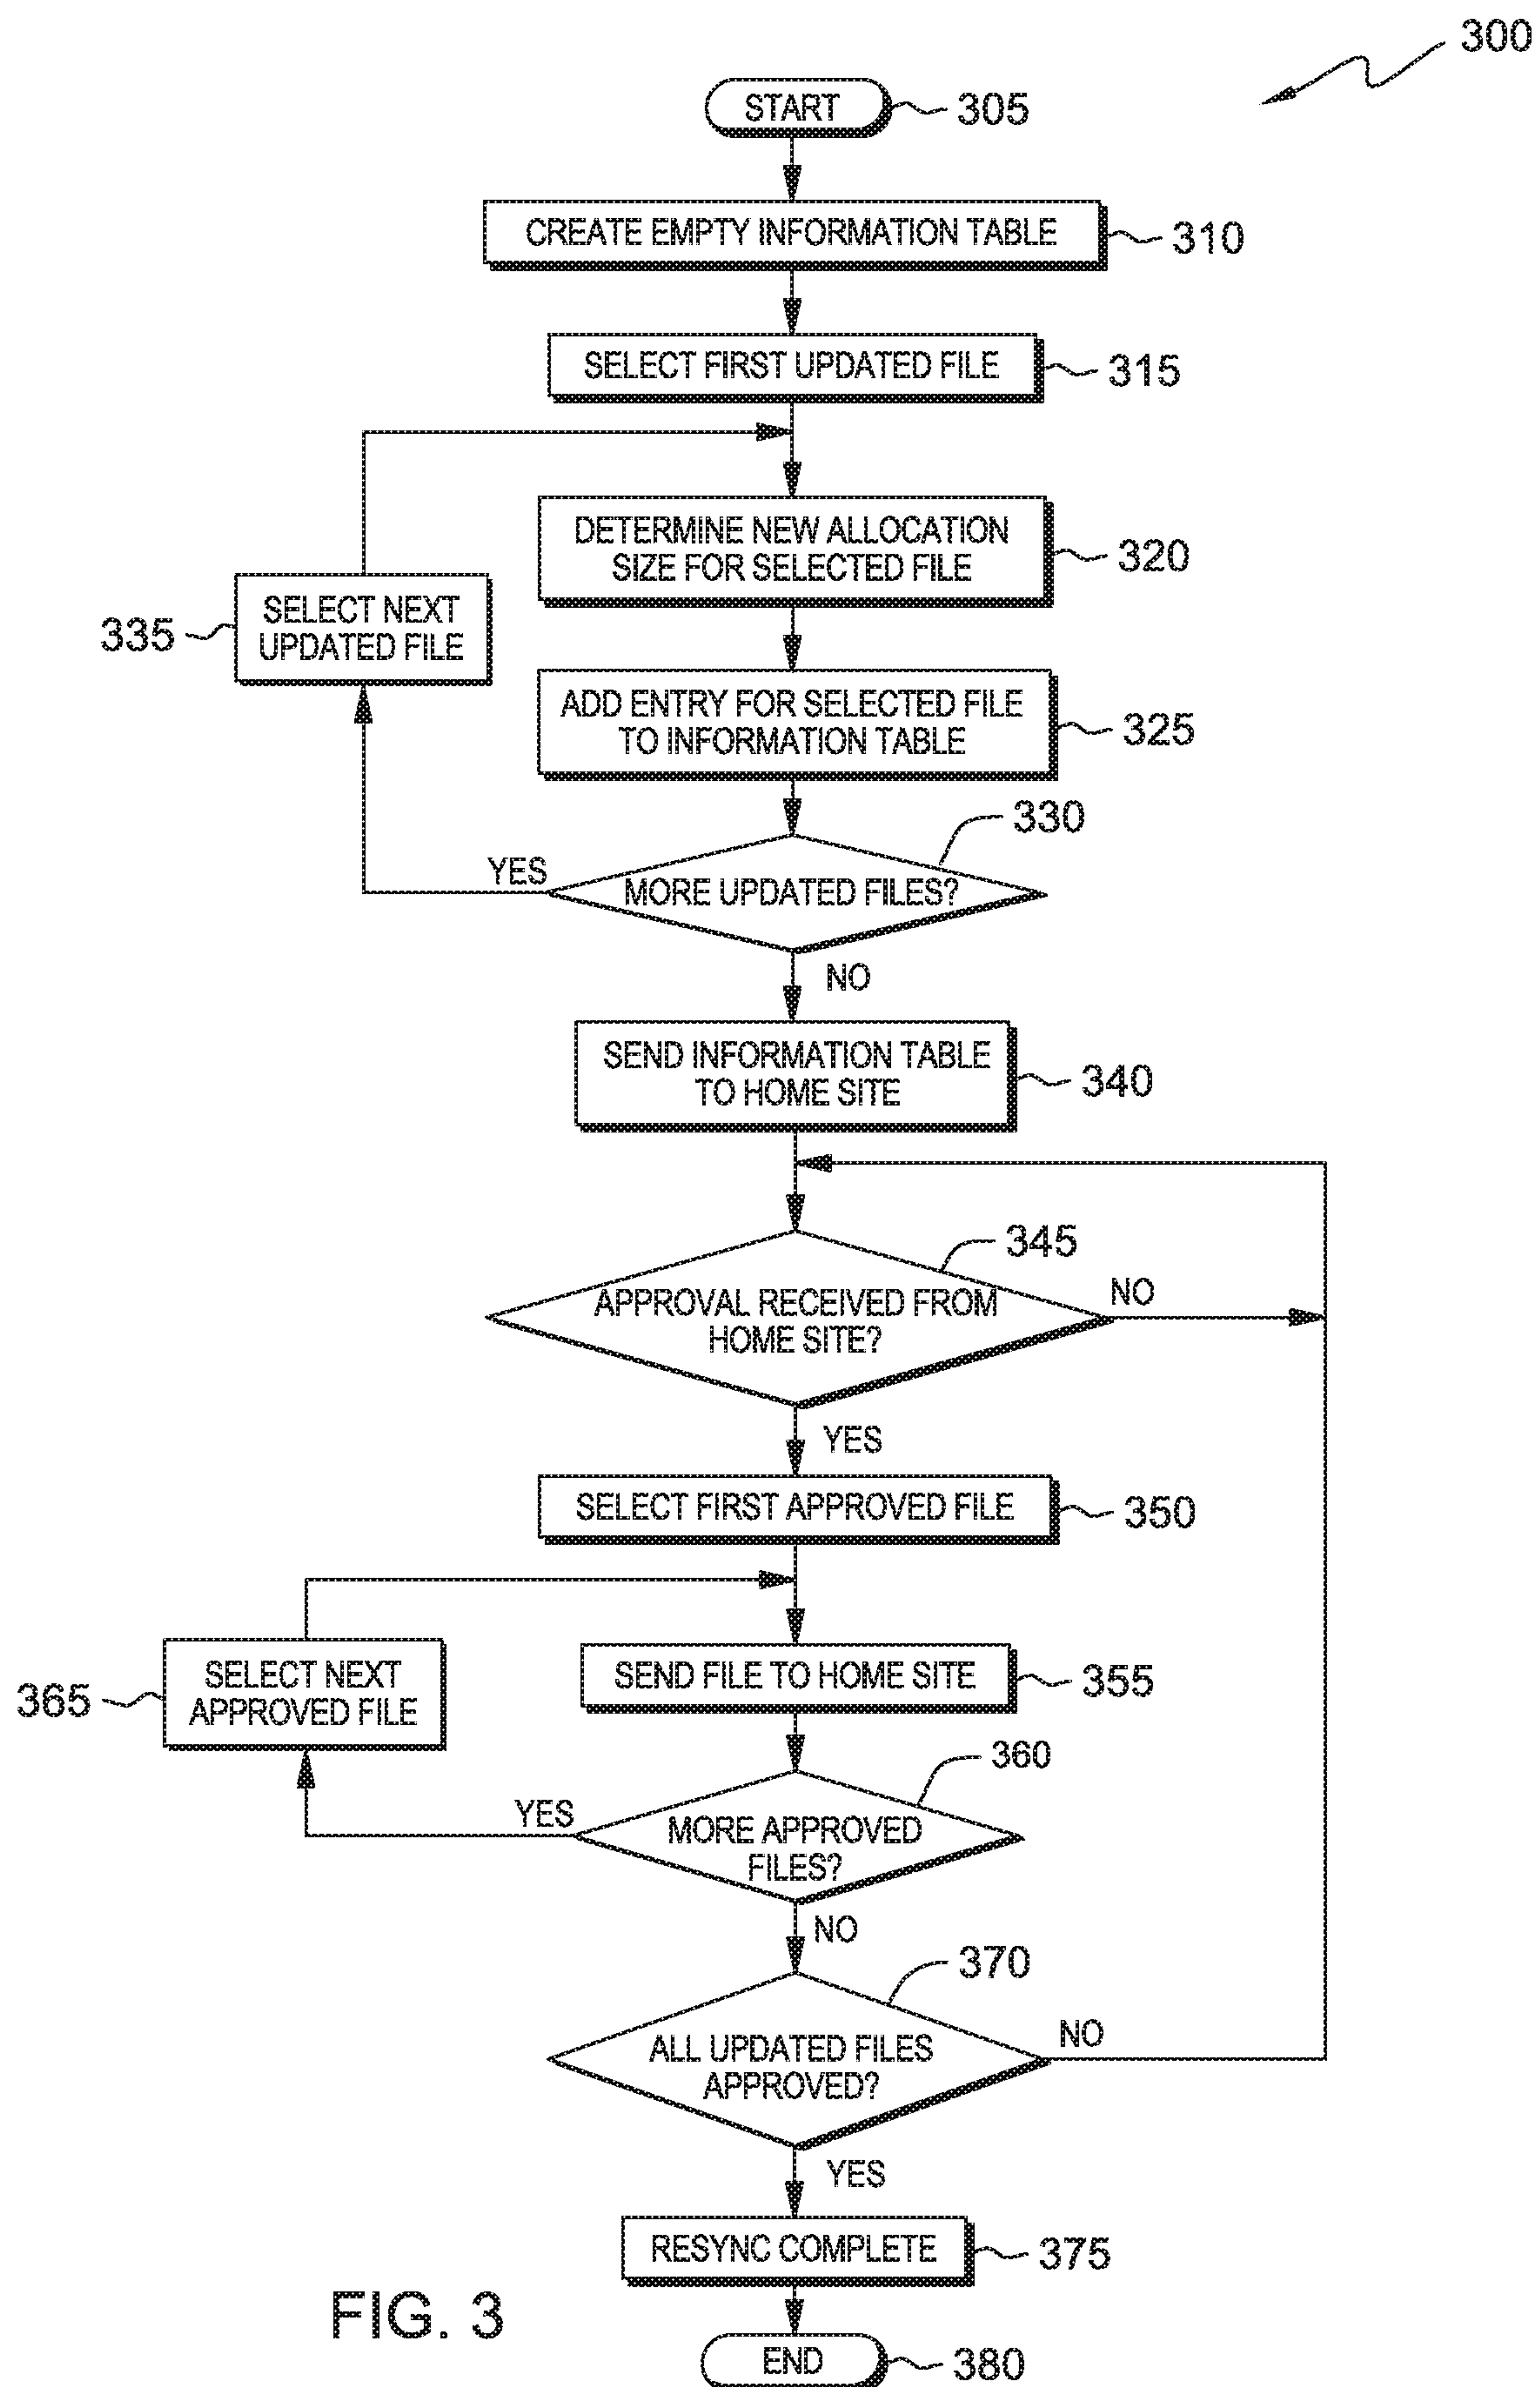 300
START
305
CREATE EMPTY INFORMATION TABLE
310
SELECT FIRST UPDATED FILE
315
DETERMINE NEW ALLOCATION
SIZE FOR SELECTED FILE
320
SELECT NEXT
UPDATED FILE
335
ADD ENTRY FOR SELECTED FILE
TO INFORMATION TABLE
325
330
YES
MORE UPDATED FILES?
NO
SEND INFORMATION TABLE
TO HOME SITE
340
345
NO
APPROVAL RECEIVED FROM
HOME SITE?
YES
SELECT FIRST APPROVED FILE
350
SEND FILE TO HOME SITE
355
SELECT NEXT
APPROVED FILE
365
360
YES
MORE APPROVED
FILES?
NO
370
NO
ALL UPDATED FILES
APPROVED?
YES
RESYNC COMPLETE
375
FIG. 3
END
380